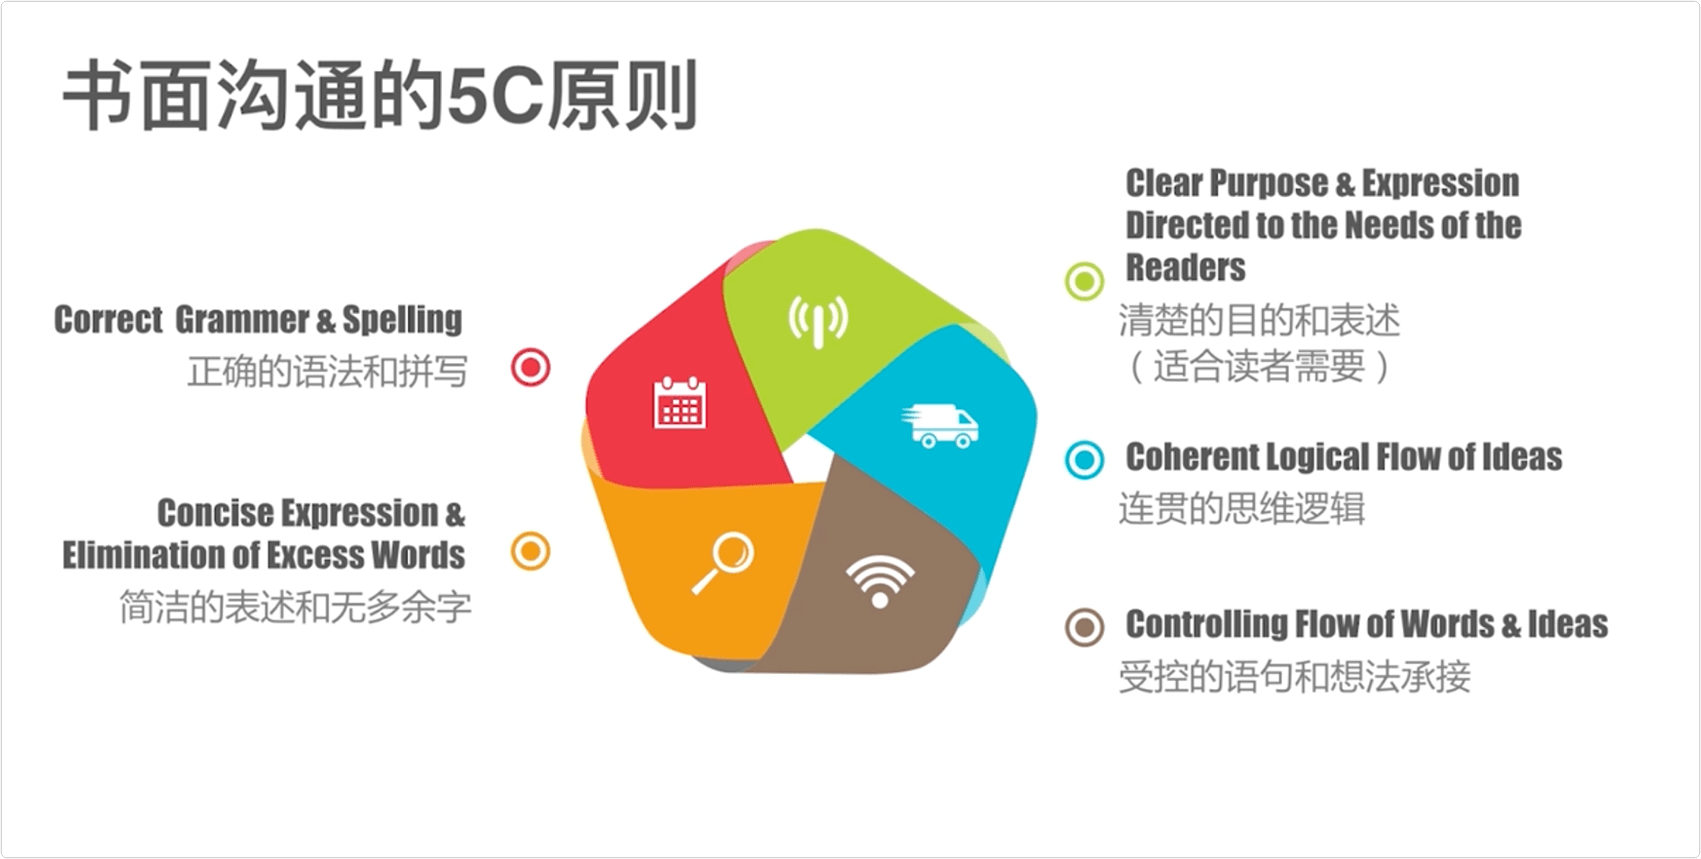 书面沟通的5C原则
Correct Grammer & Spelling
正确的语法和拼写
Concise Expression &
Elimination of Excess Words
简洁的表述和无多余字
Clear Purpose & Expression
Directed to the Needs of the
Readers
清楚的目的和表述
（适合读者需要）
Coherent Logical Flow of Ideas
连贯的思维逻辑
Controlling Flow of Words & Ideas
受控的语句和想法承接